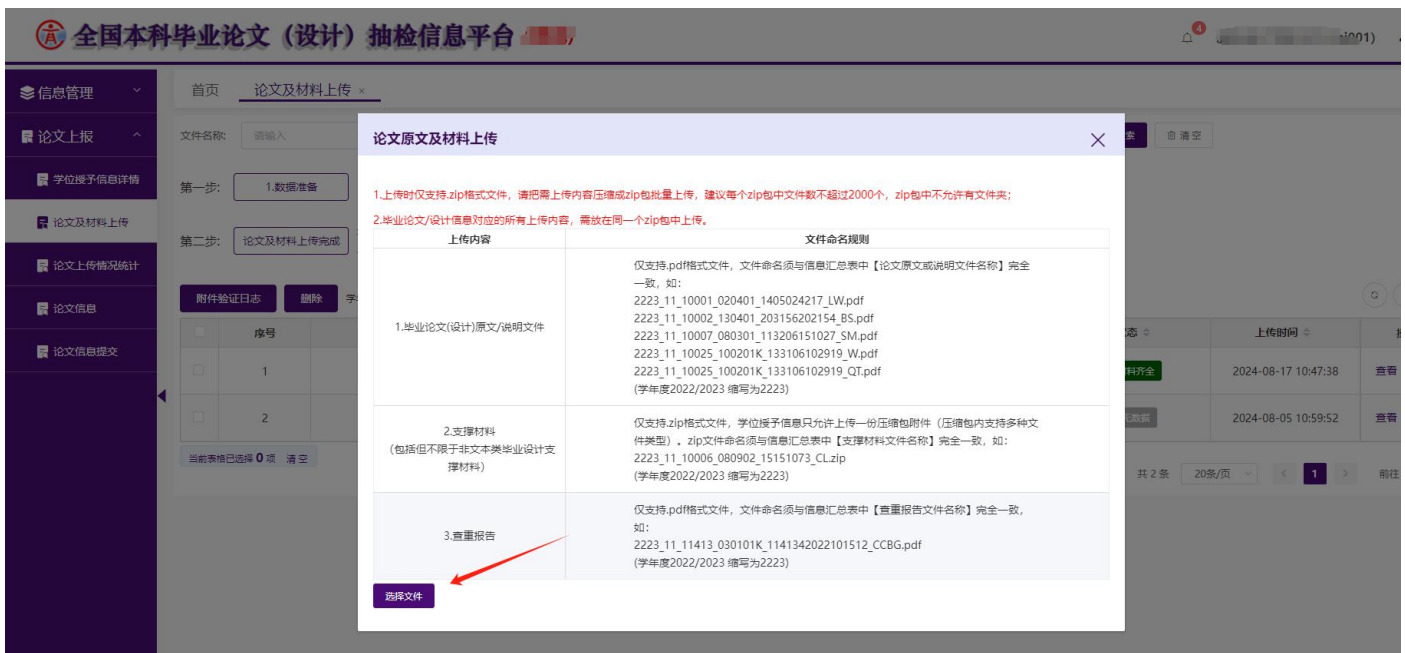 全国本科毕业论文（设计）抽检信息平台
4
001)
信息管理
首页
论文及材料上传 ×
论文上报
文件名称:
请输入
索
清空
学位授予信息详情
第一步:
1.数据准备
论文及材料上传
第二步:
论文及材料上传完成
论文上传情况统计
论文信息
论文信息提交
附件验证日志
删除
序号
态
上传时间
1
料齐全
2024-08-17 10:47:38
查看
2
无数据
2024-08-05 10:59:52
查看
当前表格已选择 0 项 清空
共 2 条
20条/页
1
前往
论文原文及材料上传
1.上传时仅支持.zip格式文件，请把需上传内容压缩成zip包批量上传，建议每个zip包中文件数不超过2000个，zip包中不允许有文件夹；
2.毕业论文/设计信息对应的所有上传内容，需放在同一个zip包中上传。
上传内容
文件命名规则
1.毕业论文(设计)原文/说明文件
仅支持.pdf格式文件，文件命名须与信息汇总表中【论文原文或说明文件名称】完全
一致，如：
2223_11_10001_020401_1405024217_LW.pdf
2223_11_10002_130401_203156202154_BS.pdf
2223_11_10007_080301_113206151027_SM.pdf
2223_11_10025_100201K_133106102919_W.pdf
2223_11_10025_100201K_133106102919_QT.pdf
(学年度2022/2023 缩写为2223)
2.支撑材料
(包括但不限于非文本类毕业设计支
撑材料)
仅支持.zip格式文件，学位授予信息只允许上传一份压缩包附件（压缩包内支持多种文
件类型）。zip文件命名须与信息汇总表中【支撑材料文件名称】完全一致，如：
2223_11_10006_080902_15151073_CL.zip
(学年度2022/2023 缩写为2223)
3.查重报告
仅支持.pdf格式文件，文件命名须与信息汇总表中【查重报告文件名称】完全一致，
如：
2223_11_11413_030101K_1141342022101512_CCBG.pdf
(学年度2022/2023 缩写为2223)
选择文件